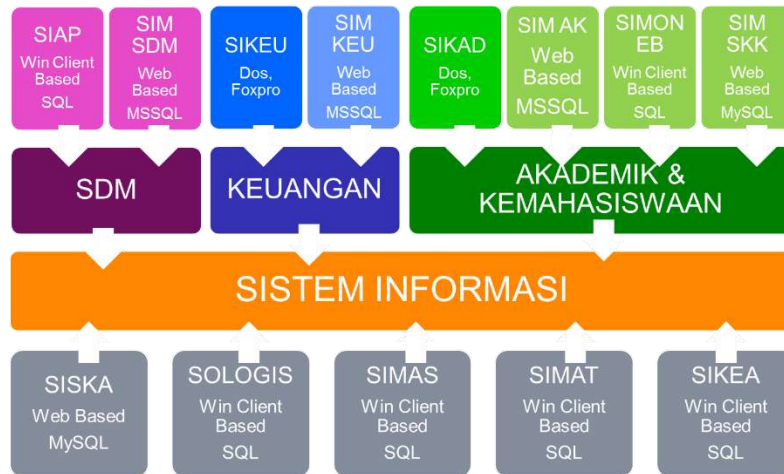 SIAP
Win Client
Based
SQL
SIM
SDM
Web
Based
MSSQL
SIKEU
Dos,
Foxpro
SIM
KEU
Web
Based
MSSQL
SIKAD
Dos,
Foxpro
SIM AK
Web
Based
MSSQL
SIMON
EB
Win Client
Based
SQL
SIM
SKK
Web
Based
MySQL
SDM
KEUANGAN
AKADEMIK &
KEMAHASISWAAN
SISTEM INFORMASI
SISKA
Web Based
MySQL
SOLOGIS
Win Client
Based
SQL
SIMAS
Win Client
Based
SQL
SIMAT
Win Client
Based
SQL
SIKEA
Win Client
Based
SQL